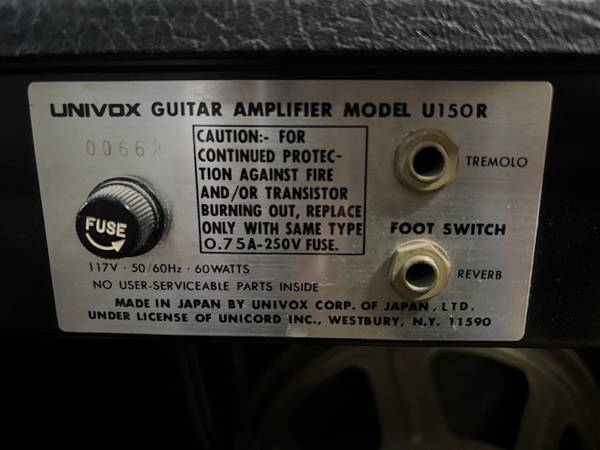 UNIVOX GUITAR AMPLIFIER MODEL U150R
00662
CAUTION:- FOR
CONTINUED PROTEC-
TION AGAINST FIRE
AND/OR TRANSISTOR
BURNING OUT, REPLACE
ONLY WITH SAME TYPE
0.75A-250V FUSE.
TREMOLO
FUSE
FOOT SWITCH
REVERB
117V · 50/60Hz · 60WATTS
NO USER-SERVICEABLE PARTS INSIDE
MADE IN JAPAN BY UNIVOX CORP. OF JAPAN, LTD.
UNDER LICENSE OF UNICORD INC., WESTBURY, N.Y. 11590